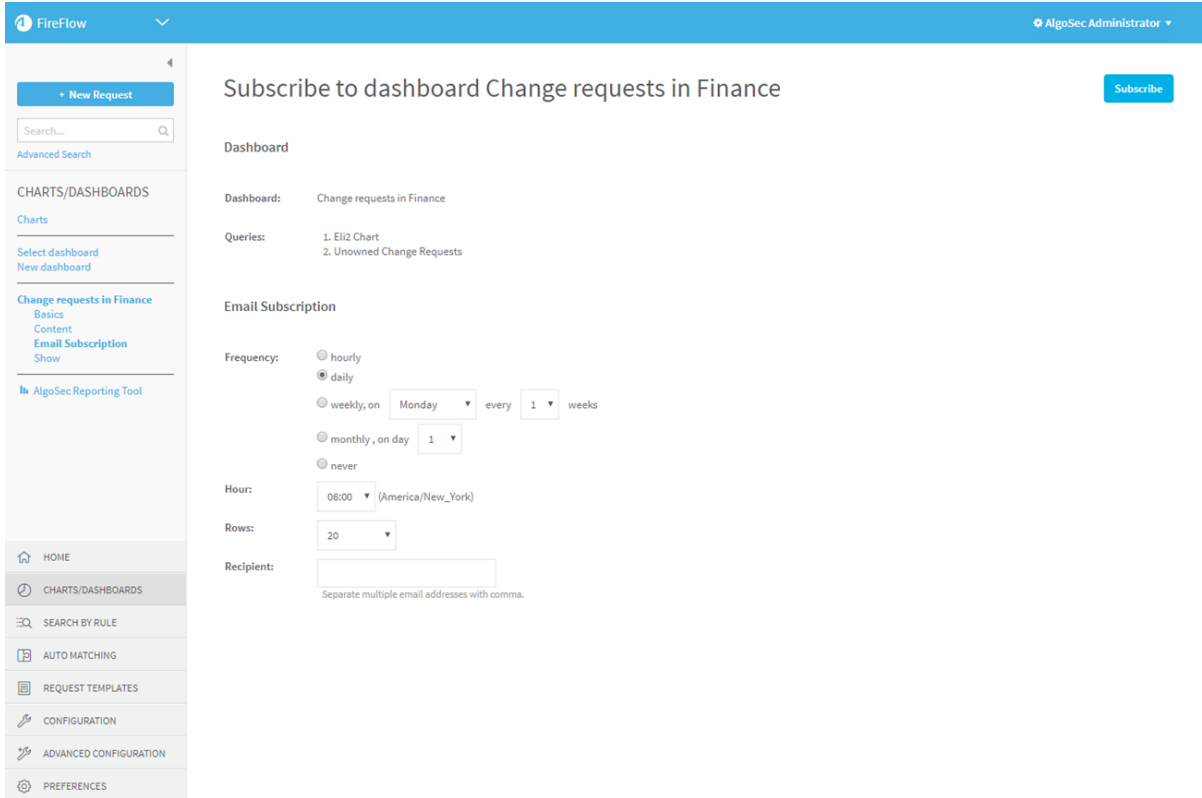 FireFlow
AlgoSec Administrator
+ New Request
Search...
Advanced Search
CHARTS/DASHBOARDS
Charts
Select dashboard
New dashboard
Change requests in Finance
Basics
Content
Email Subscription
Show
AlgoSec Reporting Tool
HOME
CHARTS/DASHBOARDS
SEARCH BY RULE
AUTO MATCHING
REQUEST TEMPLATES
CONFIGURATION
ADVANCED CONFIGURATION
PREFERENCES
Subscribe to dashboard Change requests in Finance
Subscribe
Dashboard
Dashboard: Change requests in Finance
Queries: 1. Eli2 Chart
2. Unowned Change Requests
Email Subscription
Frequency: hourly
daily
weekly, on Monday every 1 weeks
monthly , on day 1
never
Hour: 06:00 (America/New_York)
Rows: 20
Recipient:
Separate multiple email addresses with comma.